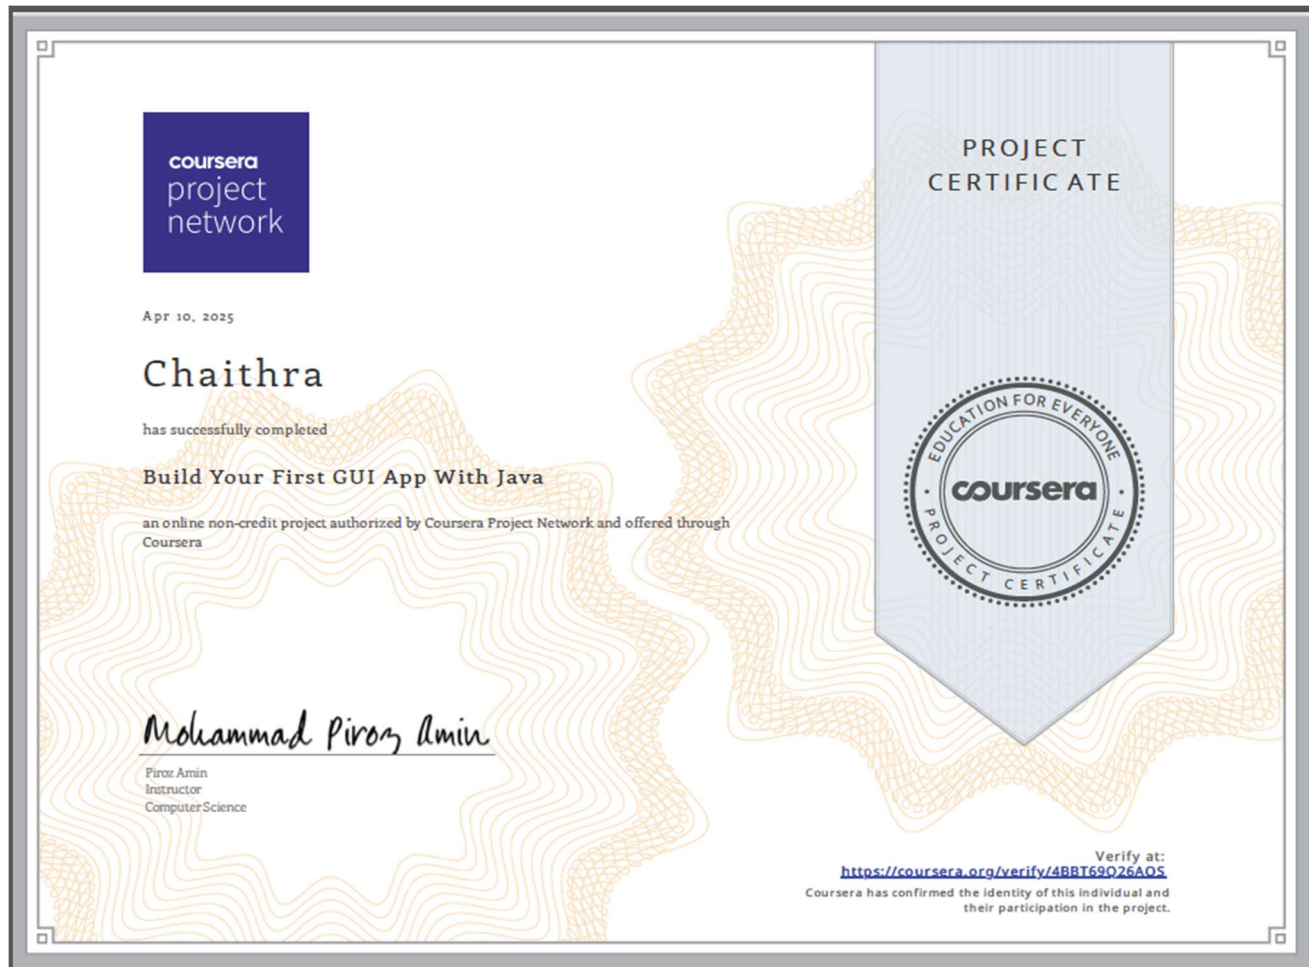 coursera
project
network
PROJECT
CERTIFICATE
Apr 10, 2025
Chaithra
has successfully completed
Build Your First GUI App With Java
an online non-credit project authorized by Coursera Project Network and offered through
Coursera
EDUCATION FOR EVERYONE
coursera
PROJECT CERTIFICATE
Mohammad Piroz Amin
Piroz Amin
Instructor
Computer Science
Verify at:
https://coursera.org/verify/4BBT69Q26AOS
Coursera has confirmed the identity of this individual and
their participation in the project.